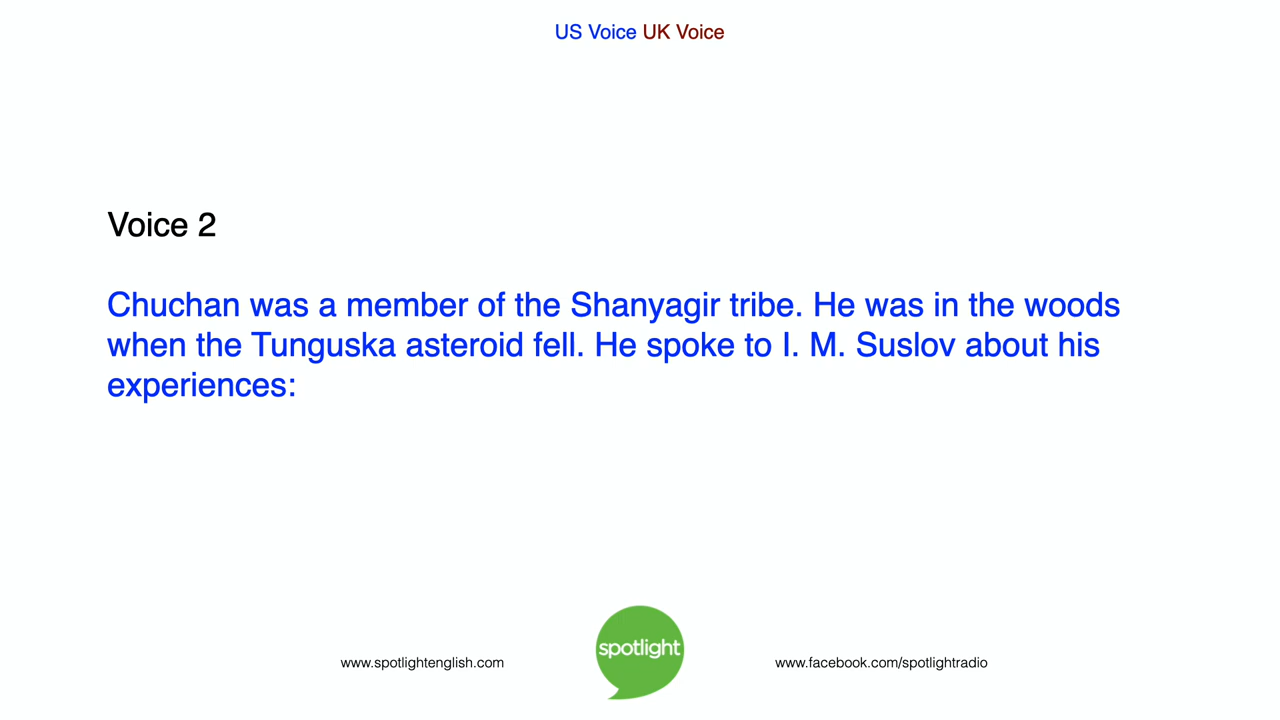 US Voice UK Voice
Voice 2
Chuchan was a member of the Shanyagir tribe. He was in the woods
when the Tunguska asteroid fell. He spoke to I. M. Suslov about his
experiences:
spotlight
www.spotlightenglish.com
www.facebook.com/spotlightradio